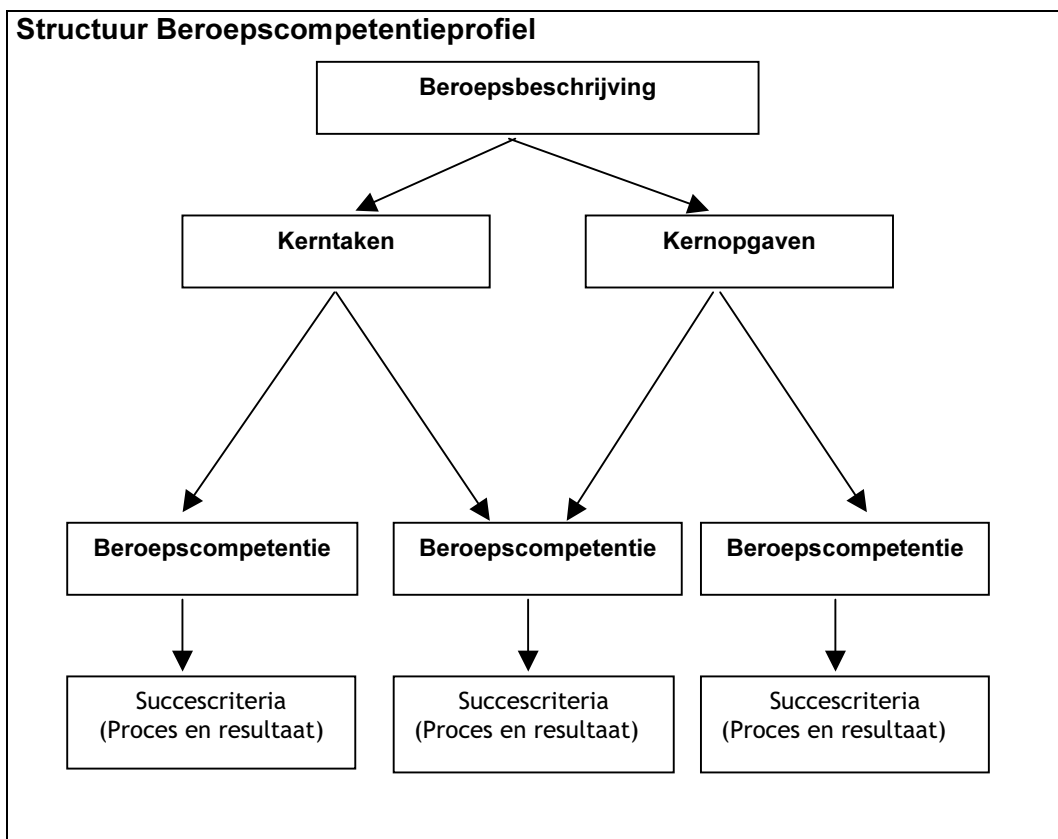 Structuur Beroepscompetentieprofiel
Beroepsbeschrijving
Kerntaken
Kernopgaven
Beroepscompetentie
Beroepscompetentie
Beroepscompetentie
Succescriteria
(Proces en resultaat)
Succescriteria
(Proces en resultaat)
Succescriteria
(Proces en resultaat)